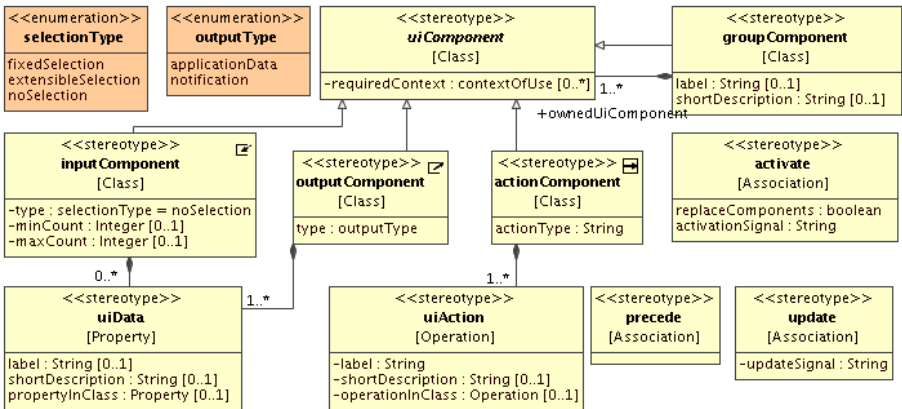 <<enumeration>>
selectionType
fixedSelection
extensibleSelection
noSelection
<<enumeration>>
outputType
applicationData
notification
<<stereotype>>
uiComponent
[Class]
-requiredContext : contextOfUse [0..*]
<<stereotype>>
groupComponent
[Class]
label : String [0..1]
shortDescription : String [0..1]
1..*
+ownedUiComponent
<<stereotype>>
inputComponent
[Class]
-type : selectionType = noSelection
-minCount : Integer [0..1]
-maxCount : Integer [0..1]
<<stereotype>>
outputComponent
[Class]
type : outputType
<<stereotype>>
actionComponent
[Class]
actionType : String
<<stereotype>>
activate
[Association]
replaceComponents : boolean
activationSignal : String
0..*
1..*
1..*
<<stereotype>>
uiData
[Property]
label : String [0..1]
shortDescription : String [0..1]
propertyInClass : Property [0..1]
<<stereotype>>
uiAction
[Operation]
-label : String
-shortDescription : String [0..1]
-operationInClass : Operation [0..1]
<<stereotype>>
precede
[Association]
<<stereotype>>
update
[Association]
-updateSignal : String